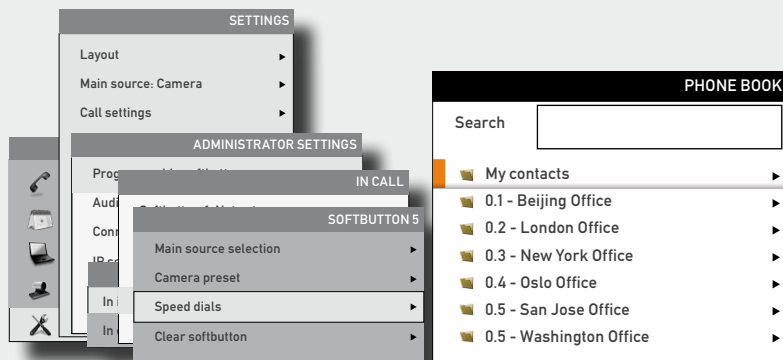 SETTINGS
Layout
Main source: Camera
Call settings
ADMINISTRATOR SETTINGS
IN CALL
SOFTBUTTON 5
Main source selection
Camera preset
Speed dials
Clear softbutton
In
PHONE BOOK
Search
My contacts
0.1 - Beijing Office
0.2 - London Office
0.3 - New York Office
0.4 - Oslo Office
0.5 - San Jose Office
0.5 - Washington Office